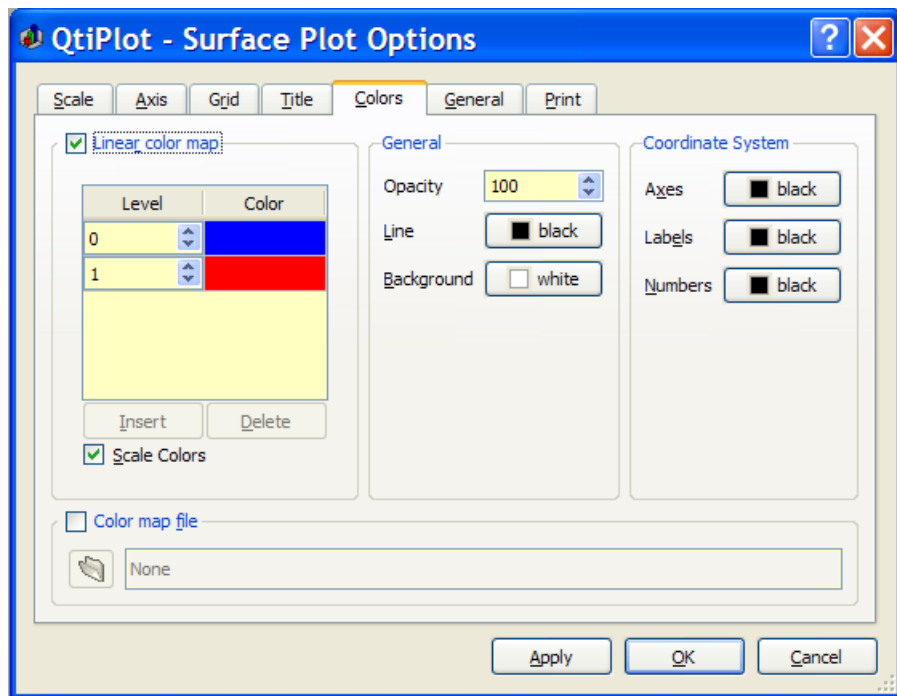 QtiPlot - Surface Plot Options
?
Scale Axis Grid Title Colors General Print
Linear color map
Level Color
0
1
Insert Delete
Scale Colors
General
Opacity 100
Line black
Background white
Coordinate System
Axes black
Labels black
Numbers black
Color map file
None
Apply OK Cancel